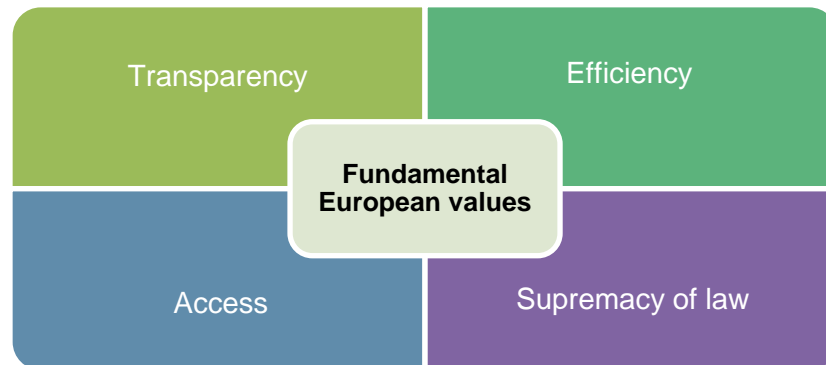 Transparency
Efficiency
Fundamental
European values
Access
Supremacy of law